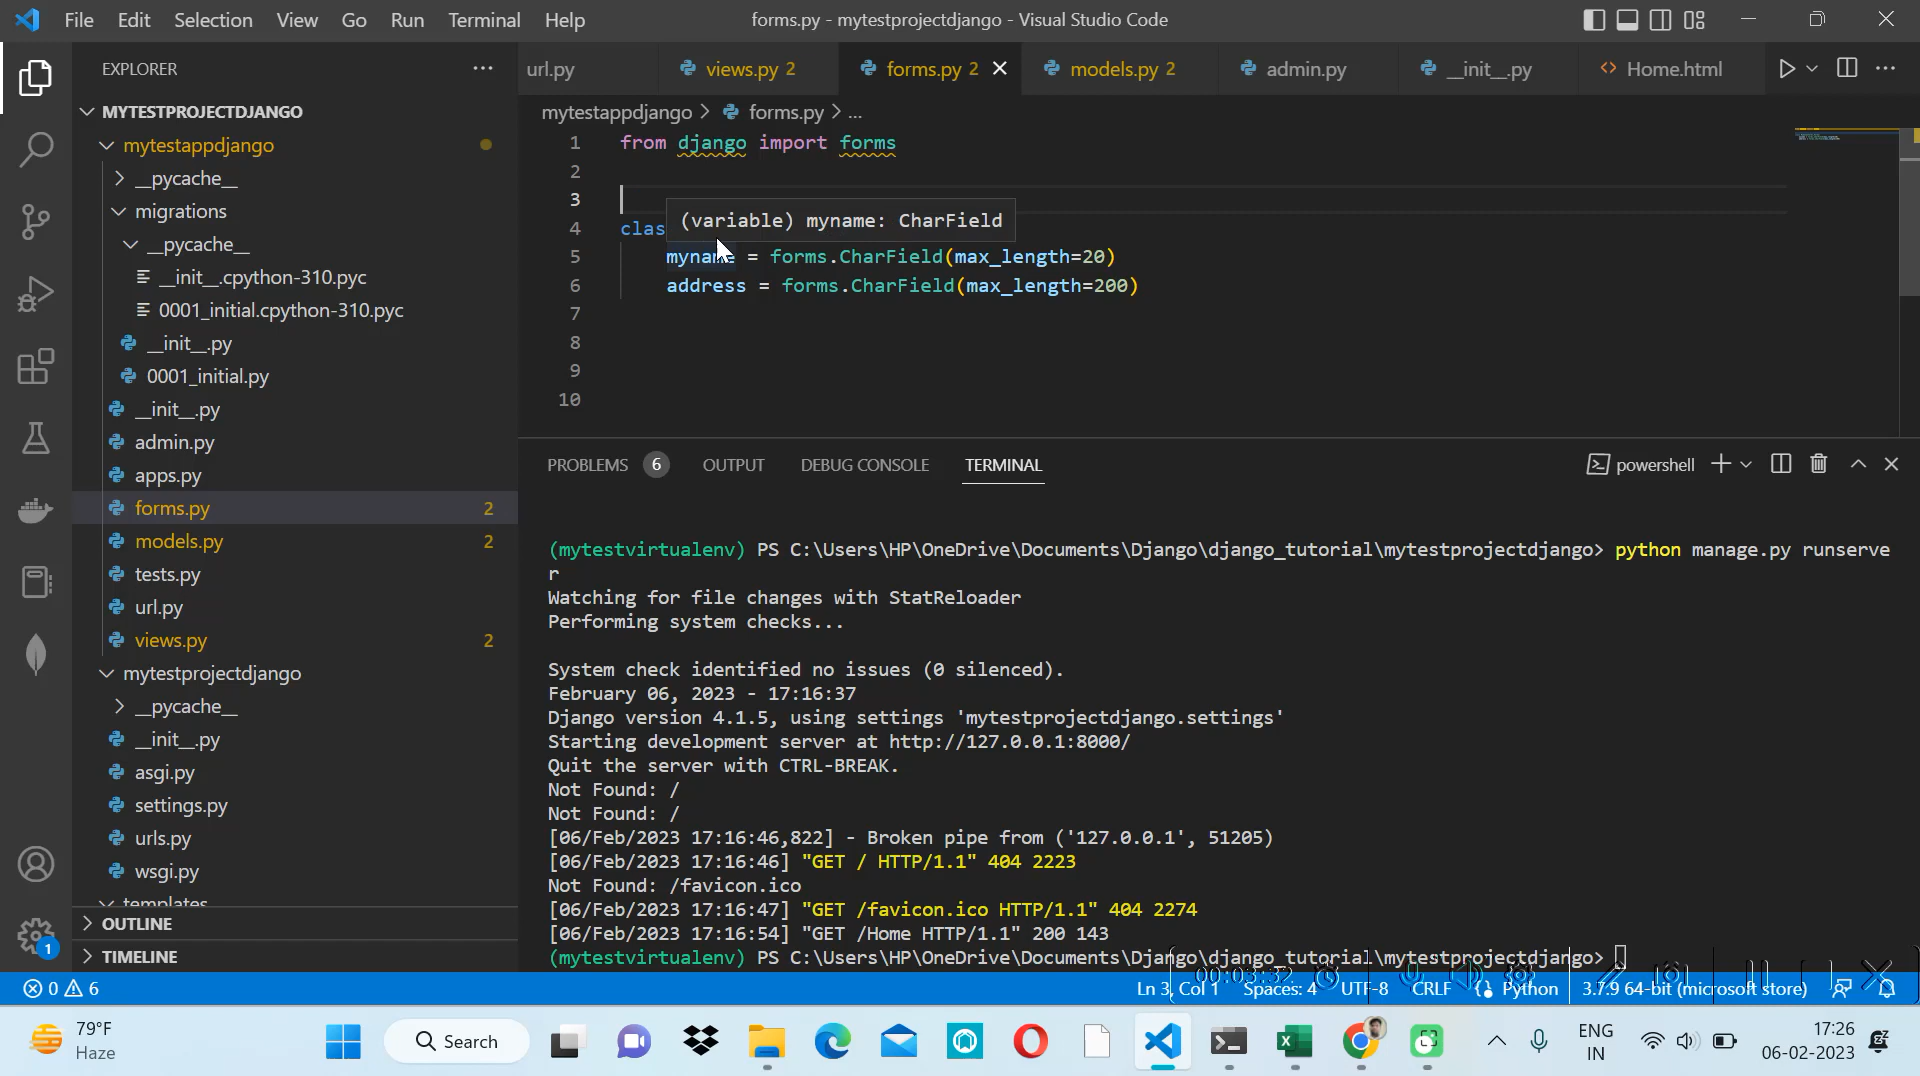 File Edit Selection View Go Run Terminal Help
forms.py - mytestprojectdjango - Visual Studio Code
EXPLORER
url.py
views.py 2
forms.py 2
models.py 2
admin.py
__init__.py
Home.html
MYTESTPROJECTDJANGO
mytestappdjango
__pycache__
migrations
__pycache__
__init__.cpython-310.pyc
0001_initial.cpython-310.pyc
__init__.py
0001_initial.py
__init__.py
admin.py
apps.py
forms.py 2
models.py 2
tests.py
url.py
views.py 2
mytestprojectdjango
__pycache__
__init__.py
asgi.py
settings.py
urls.py
wsgi.py
templates
OUTLINE
TIMELINE
mytestappdjango > forms.py > ...
1 from django import forms
2
3
(variable) myname: CharField
4 clas
5 myname = forms.CharField(max_length=20)
6 address = forms.CharField(max_length=200)
7
8
9
10
PROBLEMS 6 OUTPUT DEBUG CONSOLE TERMINAL
powershell
(mytestvirtualenv) PS C:\Users\HP\OneDrive\Documents\Django\django_tutorial\mytestprojectdjango> python manage.py runserve
r
Watching for file changes with StatReloader
Performing system checks...
System check identified no issues (0 silenced).
February 06, 2023 - 17:16:37
Django version 4.1.5, using settings 'mytestprojectdjango.settings'
Starting development server at http://127.0.0.1:8000/
Quit the server with CTRL-BREAK.
Not Found: /
Not Found: /
[06/Feb/2023 17:16:46,822] - Broken pipe from ('127.0.0.1', 51205)
[06/Feb/2023 17:16:46] "GET / HTTP/1.1" 404 2223
Not Found: /favicon.ico
[06/Feb/2023 17:16:47] "GET /favicon.ico HTTP/1.1" 404 2274
[06/Feb/2023 17:16:54] "GET /Home HTTP/1.1" 200 143
(mytestvirtualenv) PS C:\Users\HP\OneDrive\Documents\Django\django_tutorial\mytestprojectdjango>
00:03:32
1
0 6
Ln 3, Col 1 Spaces: 4 UTF-8 CRLF Python 3.7.9 64-bit (microsoft store)
79°F
Haze
Search
ENG
IN
17:26
06-02-2023